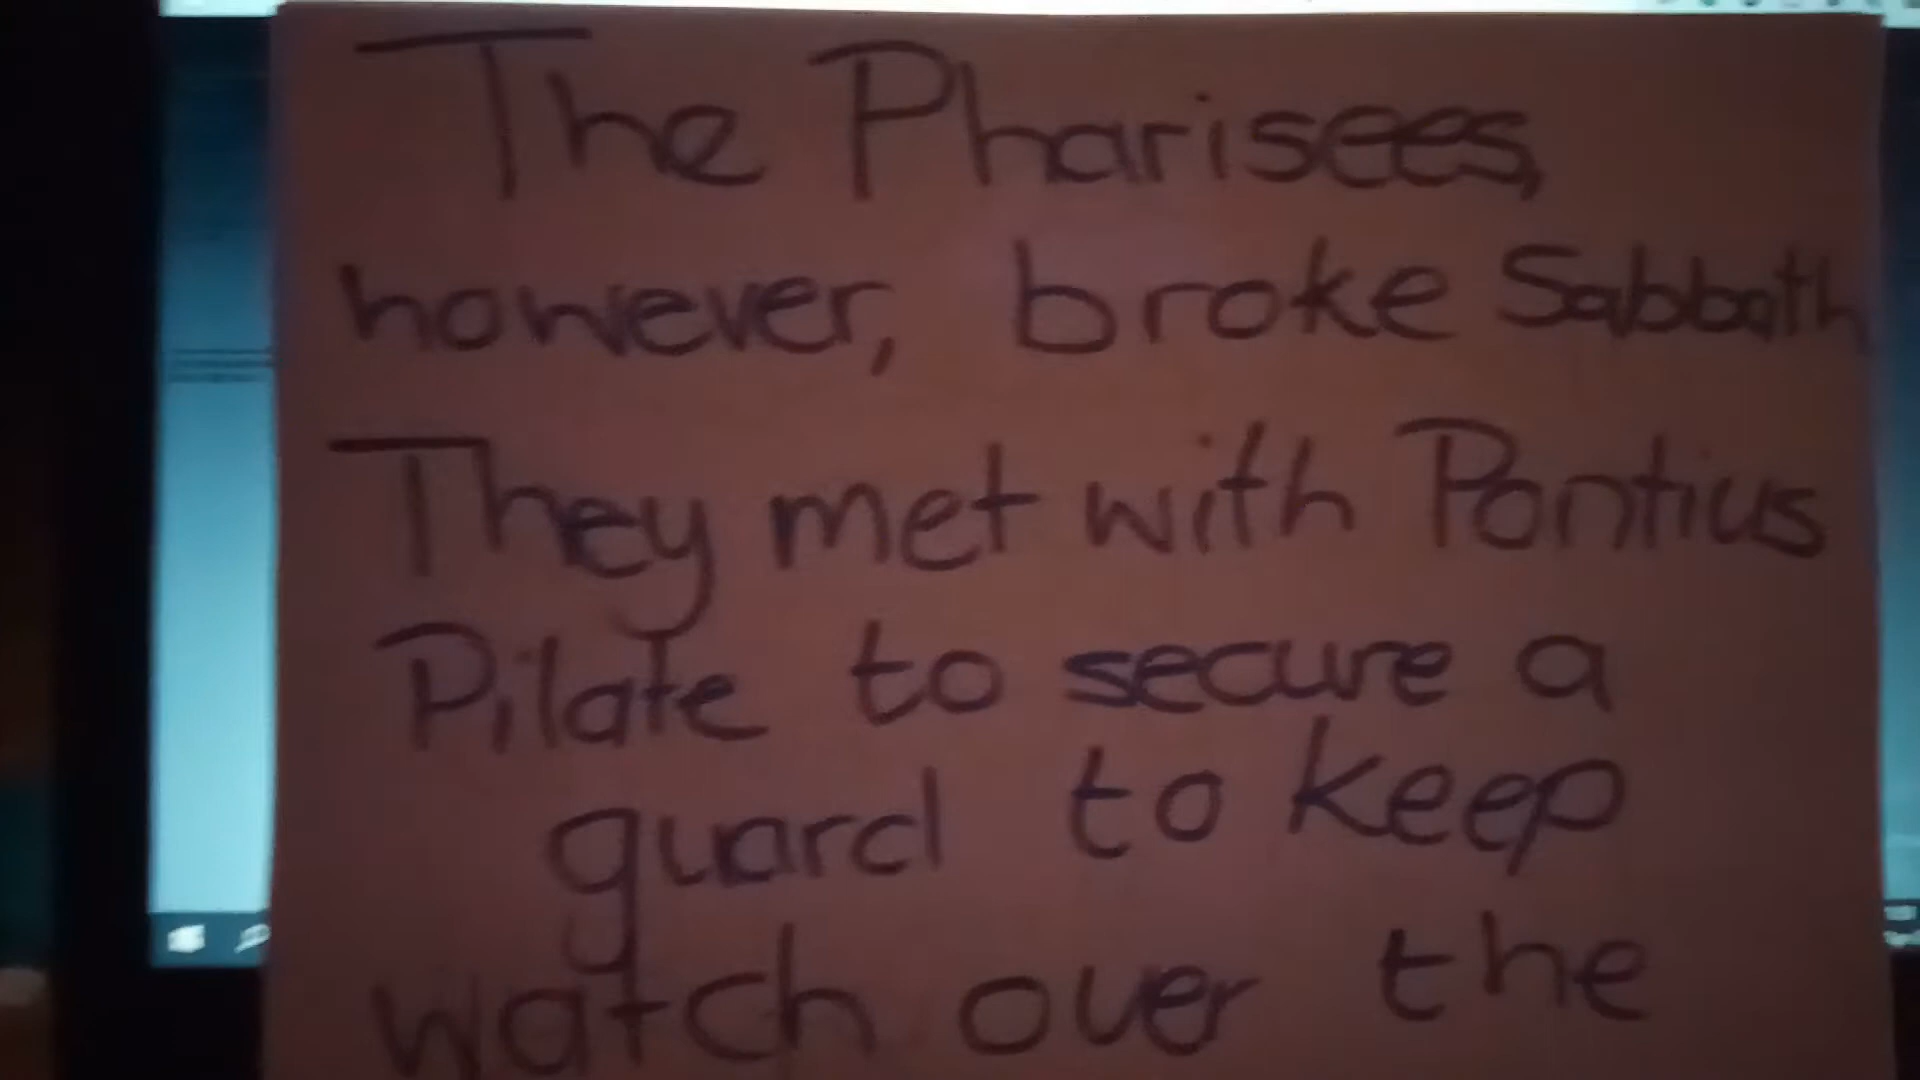 The Pharisees,
however, broke Sabbath
They met with Pontius
Pilate to secure a
guard to keep
watch over the